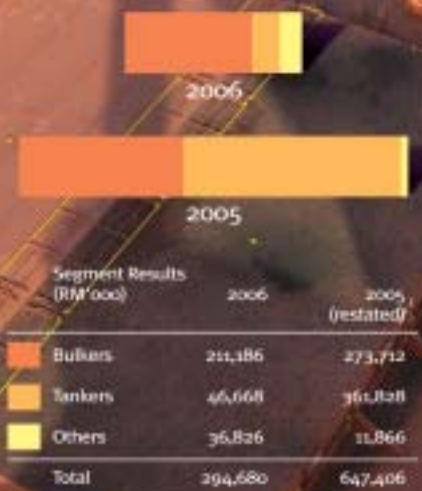 2006
2005
Segment Results
(RM'000) 2006 2005
(restated)
Bulkers 211,186 273,712
Tankers 46,668 361,828
Others 36,826 11,866
Total 294,680 647,406